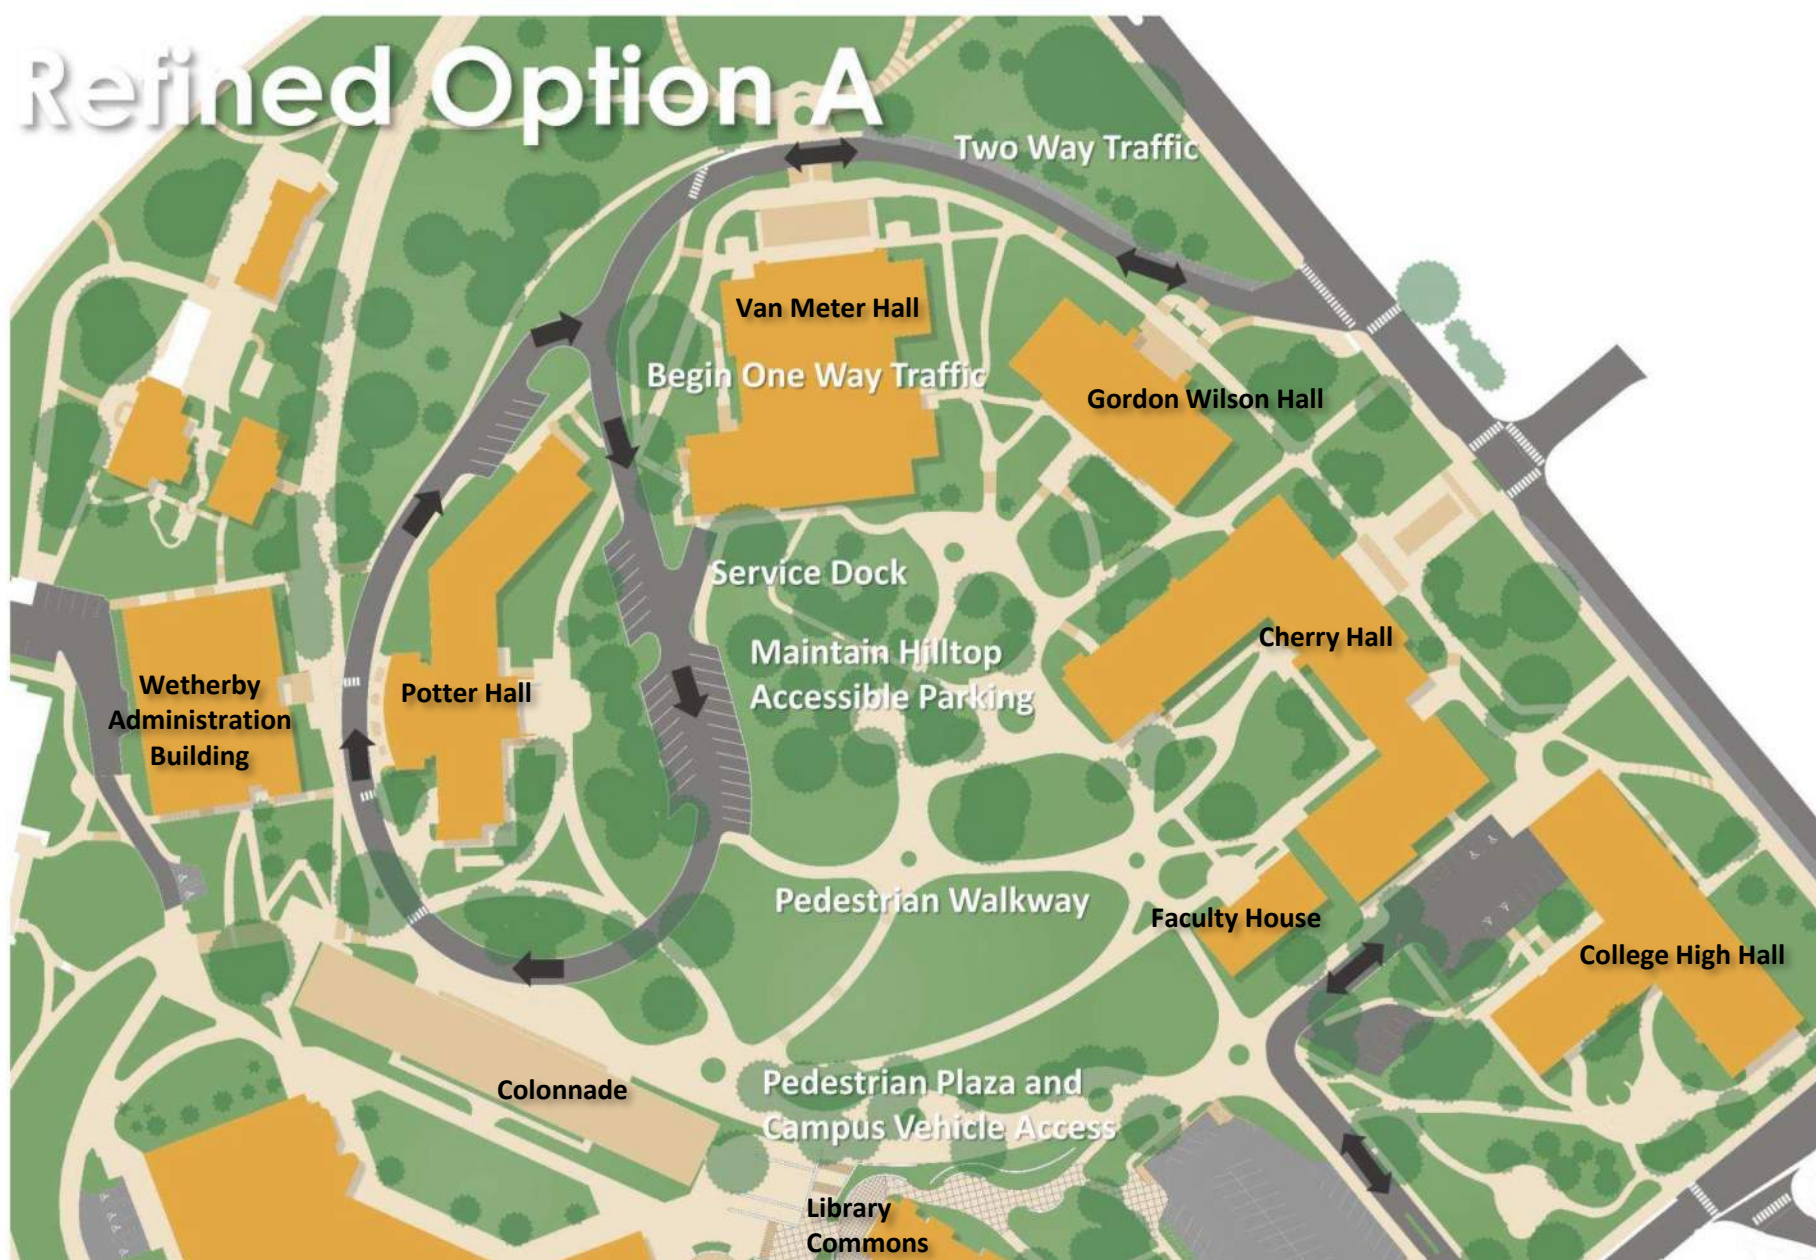 Refined Option A
Two Way Traffic
Van Meter Hall
Begin One Way Traffic
Gordon Wilson Hall
Service Dock
Cherry Hall
Maintain Hilltop
Accessible Parking
Wetherby
Administration
Building
Potter Hall
Pedestrian Walkway
Faculty House
College High Hall
Colonnade
Pedestrian Plaza and
Campus Vehicle Access
Library
Commons